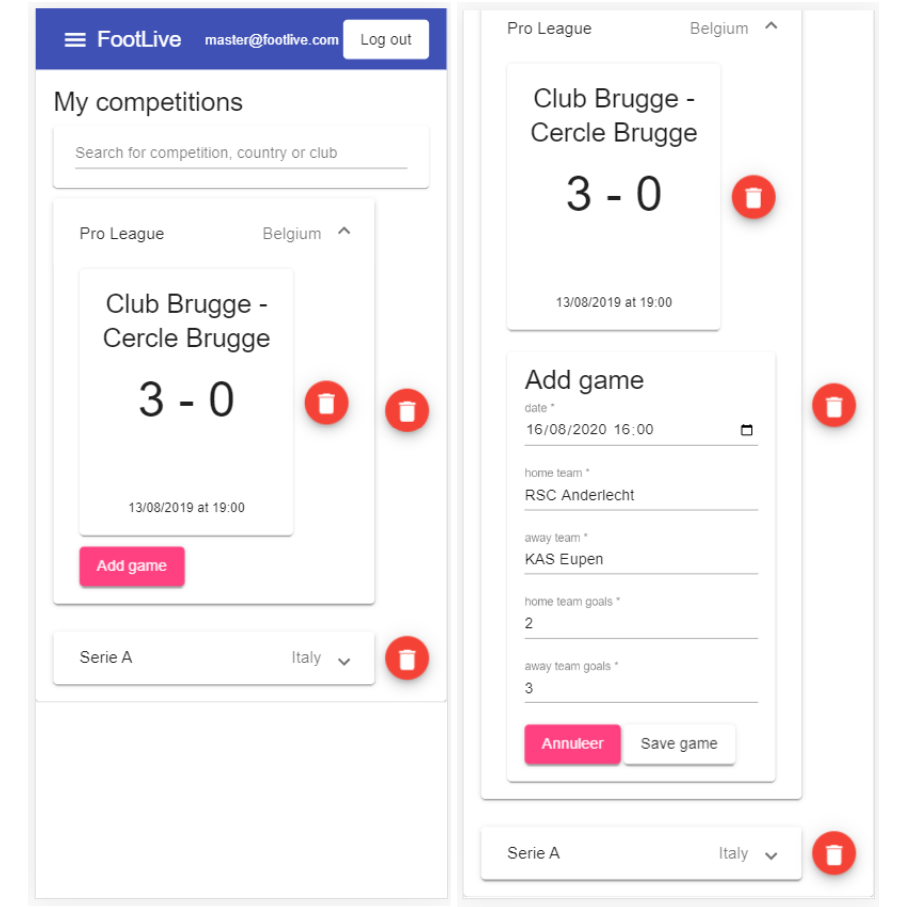 FootLive master@footlive.com Log out
My competitions
Search for competition, country or club
Pro League Belgium
Club Brugge -
Cercle Brugge
3 - 0
13/08/2019 at 19:00
Add game
Serie A Italy
Pro League Belgium
Club Brugge -
Cercle Brugge
3 - 0
13/08/2019 at 19:00
Add game
date *
16/08/2020 16:00
home team *
RSC Anderlecht
away team *
KAS Eupen
home team goals *
2
away team goals *
3
Annuleer Save game
Serie A Italy